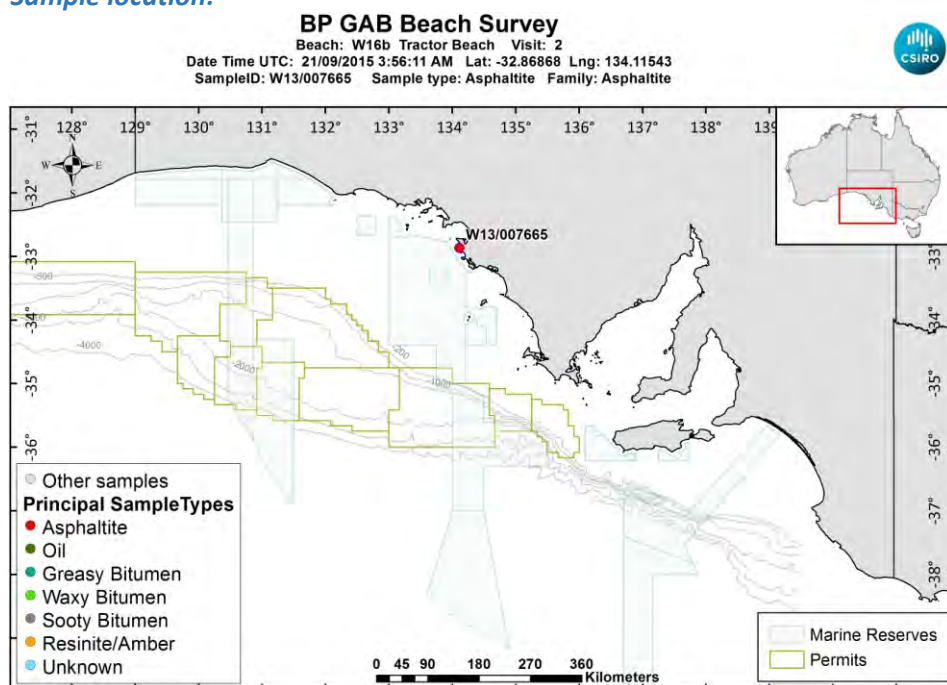 Sample location:
BP GAB Beach Survey
Beach: W16b Tractor Beach Visit: 2
Date Time UTC: 21/09/2015 3:56:11 AM Lat: -32.86868 Lng: 134.11543
SampleID: W13/007665 Sample type: Asphaltite Family: Asphaltite
CSIRO
128° 129° 130° 131° 132° 133° 134° 135° 136° 137° 138° 139
-31°
-32°
-33°
-34°
-35°
-36°
-37°
-38°
N
W E
S
W13/007665
-33°
-34°
-35°
-36°
-37°
-38°
-4000
-2000
-200
-1000
Other samples
Principal SampleTypes
Asphaltite
Oil
Greasy Bitumen
Waxy Bitumen
Sooty Bitumen
Resinite/Amber
Unknown
0 45 90 180 270 360
Kilometers
Marine Reserves
Permits